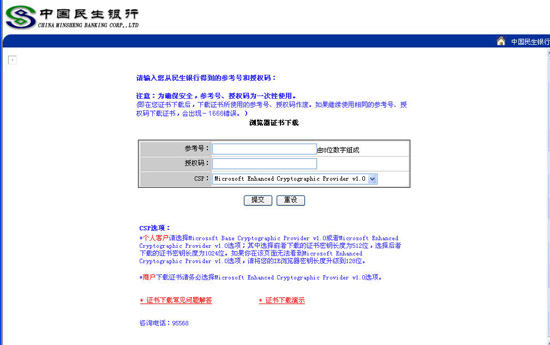 中国民生银行
CHINA MINSHENG BANKING CORP.,LTD
中国民生银行
请输入您从民生银行得到的参考号和授权码：
注意：为确保安全，参考号、授权码为一次性使用。
(即在您证书下载后，下载证书所使用的参考号、授权码作废。如果继续使用相同的参考号、授
权码下载证书，会出现-1666错误。)
浏览器证书下载
参考号： 由8位数字组成
授权码：
CSP： Microsoft Enhanced Cryptographic Provider v1.0
提交 重设
CSP选项：
*个人客户请选择Microsoft Base Cryptographic Provider v1.0或者Microsoft Enhanced
Cryptographic Provider v1.0选项；其中选择前者下载的证书密钥长度为512位，选择后者
下载的证书密钥长度为1024位。如果你在该页面无法看到Microsoft Enhanced
Cryptographic Provider v1.0选项，请将您的IE浏览器密钥长度升级到128位。
*商户下载证书请务必选择Microsoft Enhanced Cryptographic Provider v1.0选项。
* 证书下载常见问题解答 * 证书下载演示
咨询电话：95568